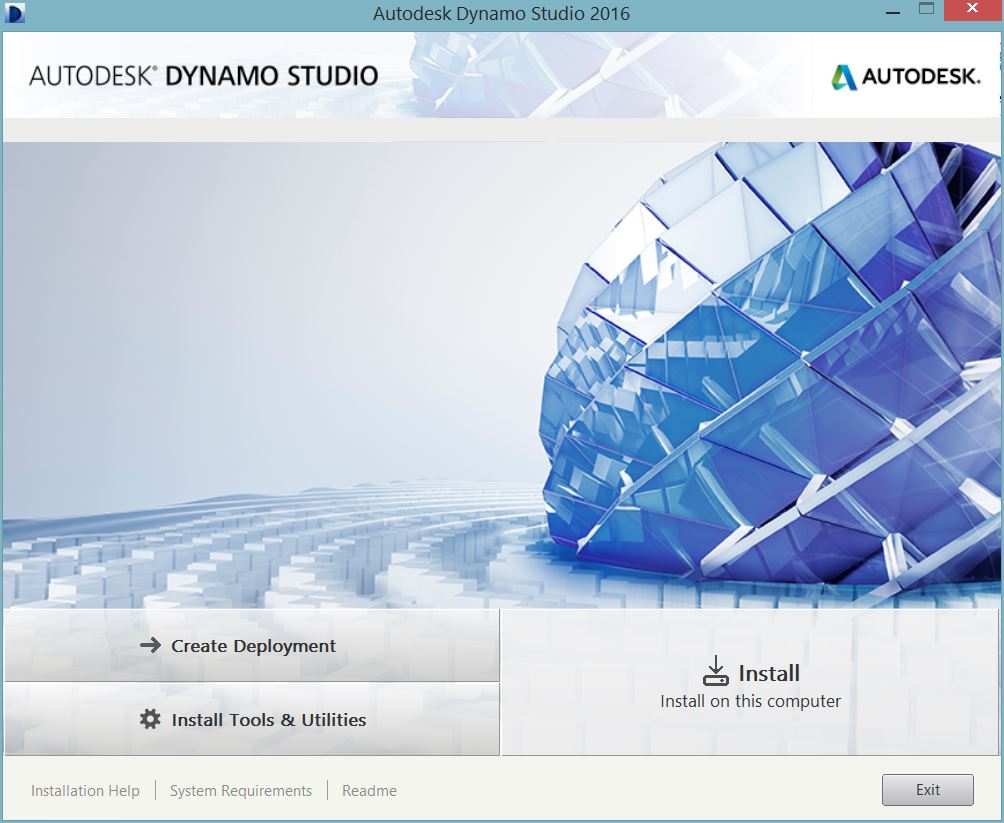 Autodesk Dynamo Studio 2016
AUTODESK® DYNAMO STUDIO
AUTODESK.
Create Deployment
Install Tools & Utilities
Install
Install on this computer
Installation Help
System Requirements
Readme
Exit